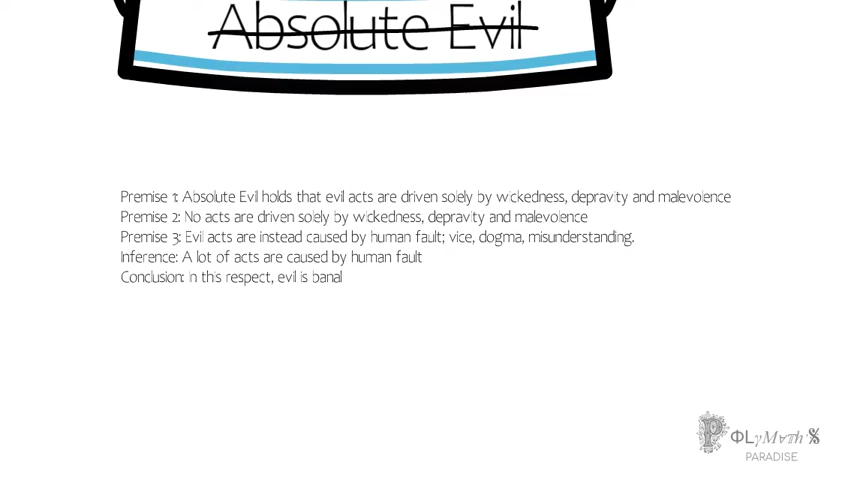 Absolute Evil
Premise 1: Absolute Evil holds that evil acts are driven solely by wickedness, depravity and malevolence
Premise 2: No acts are driven solely by wickedness, depravity and malevolence
Premise 3: Evil acts are instead caused by human fault; vice, dogma, misunderstanding.
Inference: A lot of acts are caused by human fault
Conclusion: In this respect, evil is banal
PARADISE